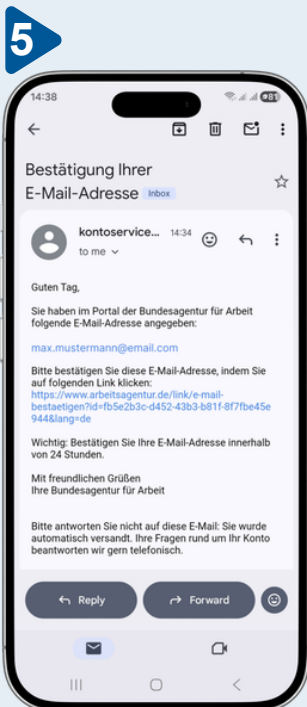 5
14:38
81
Bestätigung Ihrer
E-Mail-Adresse Inbox
kontoservice... 14:34
to me
Guten Tag,
Sie haben im Portal der Bundesagentur für Arbeit
folgende E-Mail-Adresse angegeben:
max.mustermann@email.com
Bitte bestätigen Sie diese E-Mail-Adresse, indem Sie
auf folgenden Link klicken:
https://www.arbeitsagentur.de/link/e-mail-
bestaetigen?id=fb5e2b3c-d452-43b3-b81f-8f7fbe45e
944&lang=de
Wichtig: Bestätigen Sie Ihre E-Mail-Adresse innerhalb
von 24 Stunden.
Mit freundlichen Grüßen
Ihre Bundesagentur für Arbeit
Bitte antworten Sie nicht auf diese E-Mail: Sie wurde
automatisch versandt. Ihre Fragen rund um Ihr Konto
beantworten wir gern telefonisch.
Reply Forward